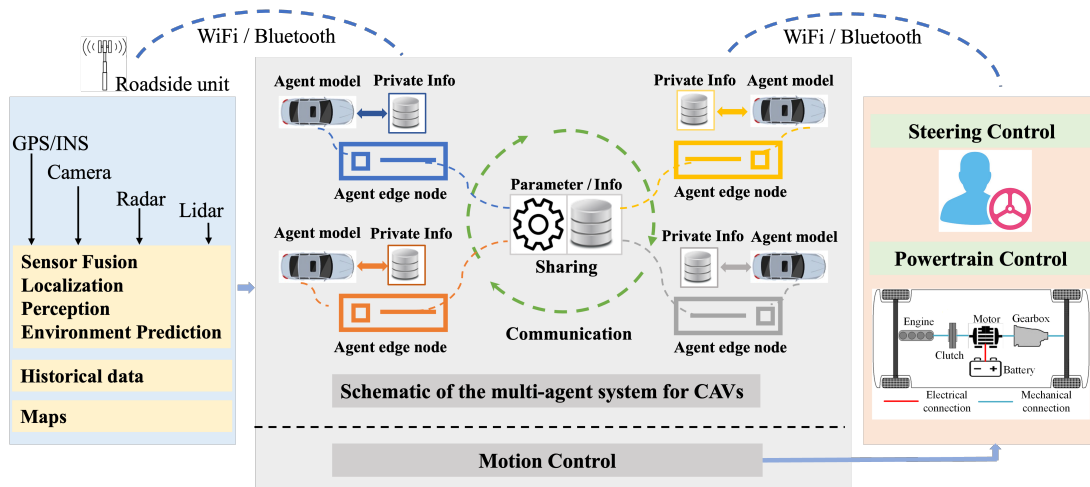 WiFi / Bluetooth
WiFi / Bluetooth
Roadside unit
GPS/INS
Camera
Radar
Lidar
Sensor Fusion
Localization
Perception
Environment Prediction
Historical data
Maps
Agent model
Private Info
Agent edge node
Private Info
Agent model
Agent edge node
Parameter / Info
Sharing
Communication
Agent model
Private Info
Agent edge node
Private Info
Agent model
Agent edge node
Schematic of the multi-agent system for CAVs
Motion Control
Steering Control
Powertrain Control
Engine
Clutch
Motor
Gearbox
Battery
Electrical
connection
Mechanical
connection